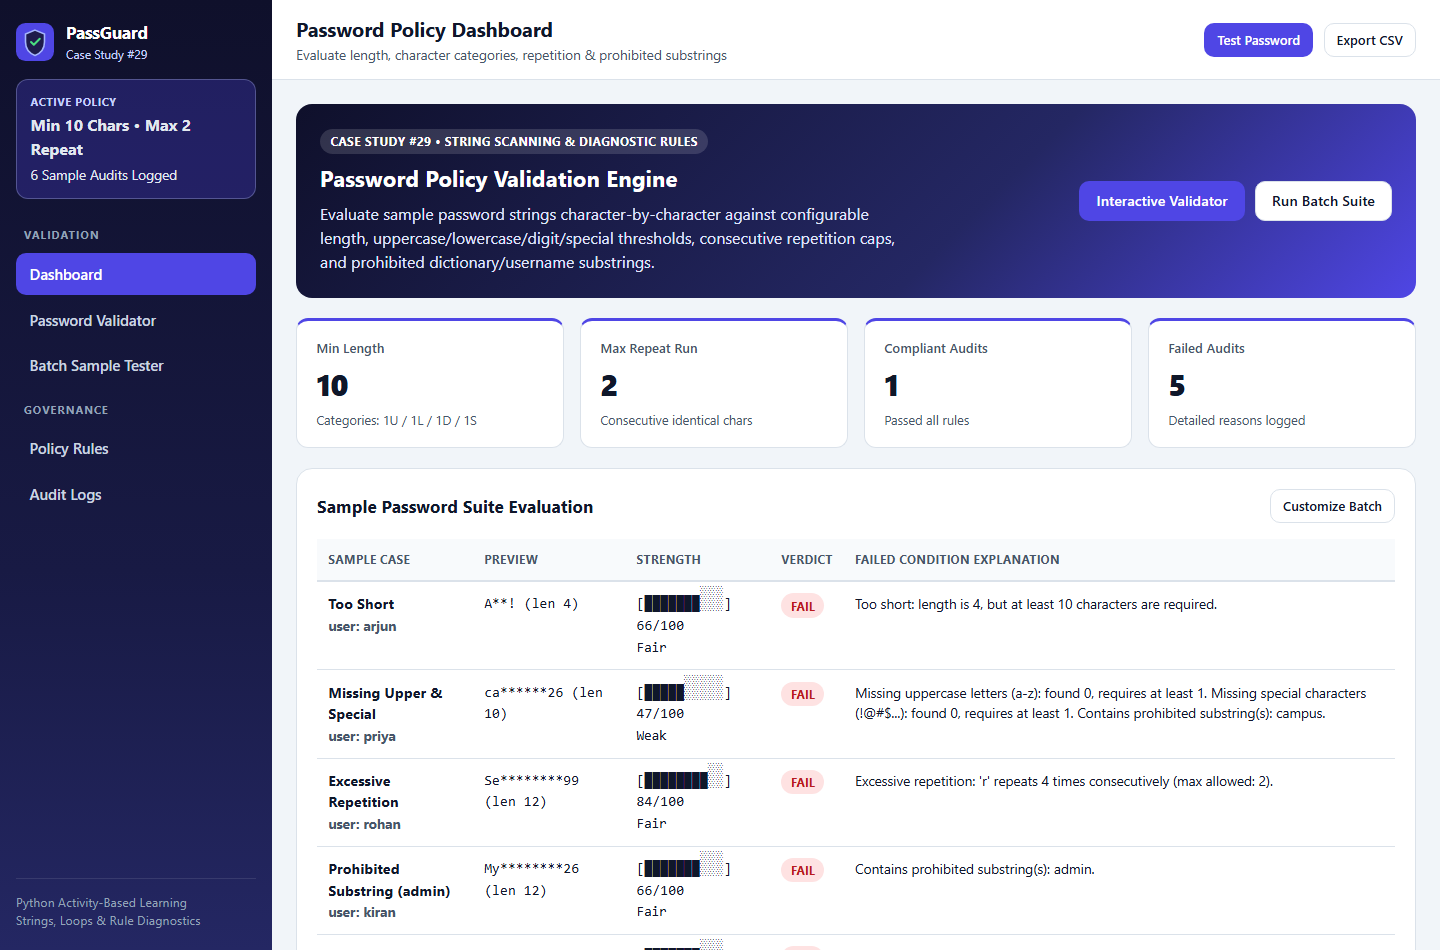 PassGuard
Case Study #29
ACTIVE POLICY
Min 10 Chars • Max 2
Repeat
6 Sample Audits Logged
VALIDATION
Dashboard
Password Validator
Batch Sample Tester
GOVERNANCE
Policy Rules
Audit Logs
Python Activity-Based Learning
Strings, Loops & Rule Diagnostics
Password Policy Dashboard
Evaluate length, character categories, repetition & prohibited substrings
Test Password
Export CSV
CASE STUDY #29 • STRING SCANNING & DIAGNOSTIC RULES
Password Policy Validation Engine
Evaluate sample password strings character-by-character against configurable
length, uppercase/lowercase/digit/special thresholds, consecutive repetition caps,
and prohibited dictionary/username substrings.
Interactive Validator
Run Batch Suite
Min Length
10
Categories: 1U / 1L / 1D / 1S
Max Repeat Run
2
Consecutive identical chars
Compliant Audits
1
Passed all rules
Failed Audits
5
Detailed reasons logged
Sample Password Suite Evaluation
Customize Batch
SAMPLE CASE PREVIEW STRENGTH VERDICT FAILED CONDITION EXPLANATION
Too Short
user: arjun
A**! (len 4)
[███████░░░]
66/100
Fair
FAIL
Too short: length is 4, but at least 10 characters are required.
Missing Upper &
Special
user: priya
ca******26 (len
10)
[█████░░░░░]
47/100
Weak
FAIL
Missing uppercase letters (a-z): found 0, requires at least 1. Missing special characters
(!@#$...): found 0, requires at least 1. Contains prohibited substring(s): campus.
Excessive
Repetition
user: rohan
Se********99
(len 12)
[████████░░]
84/100
Fair
FAIL
Excessive repetition: 'r' repeats 4 times consecutively (max allowed: 2).
Prohibited
Substring (admin)
user: kiran
My********26
(len 12)
[███████░░░]
66/100
Fair
FAIL
Contains prohibited substring(s): admin.